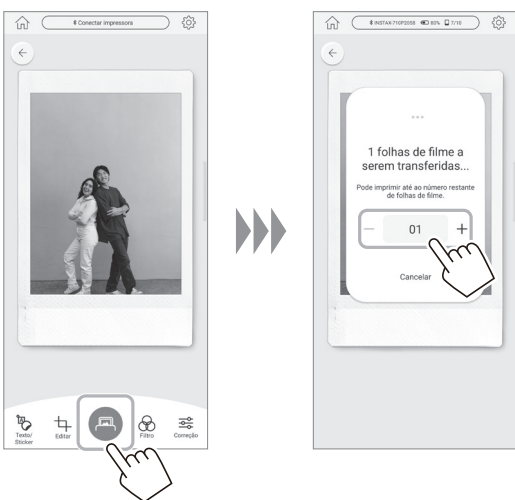 Conectar impressora
Texto/
Sticker
Editar
Filtro
Correção
INSTAX-710P2058 80% 7/10
1 folhas de filme a
serem transferidas...
Pode imprimir até ao número restante
de folhas de filme.
— 01 +
Cancelar